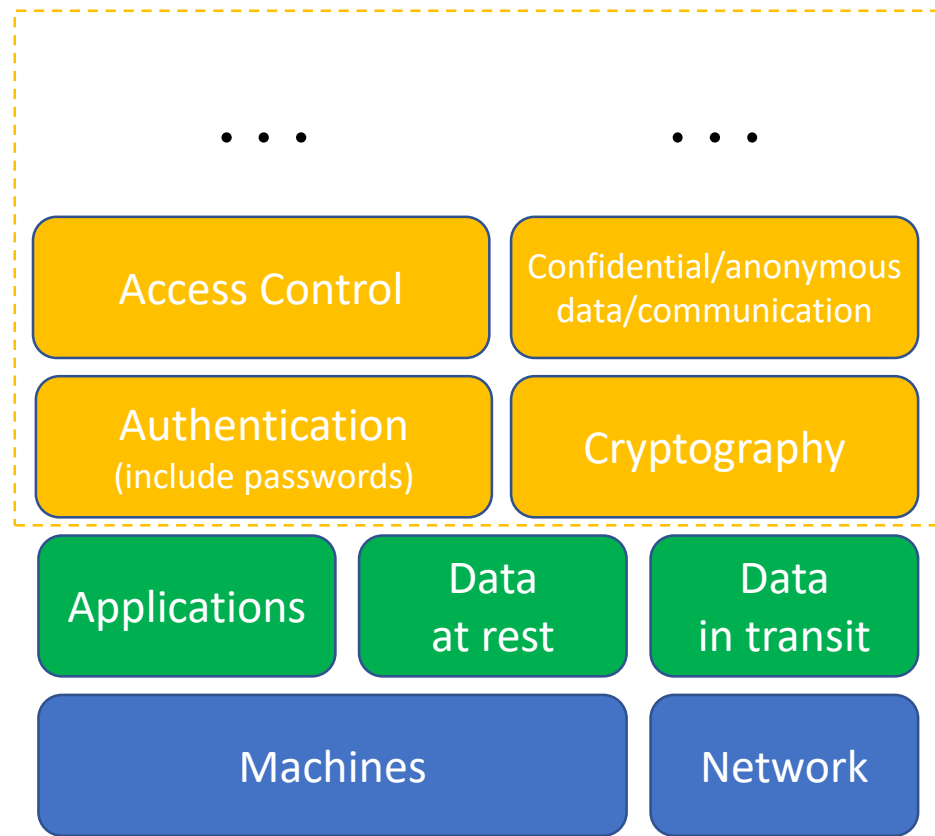 . . .
. . .
Access Control
Confidential/anonymous
data/communication
Authentication
(include passwords)
Cryptography
Applications
Data
at rest
Data
in transit
Machines
Network